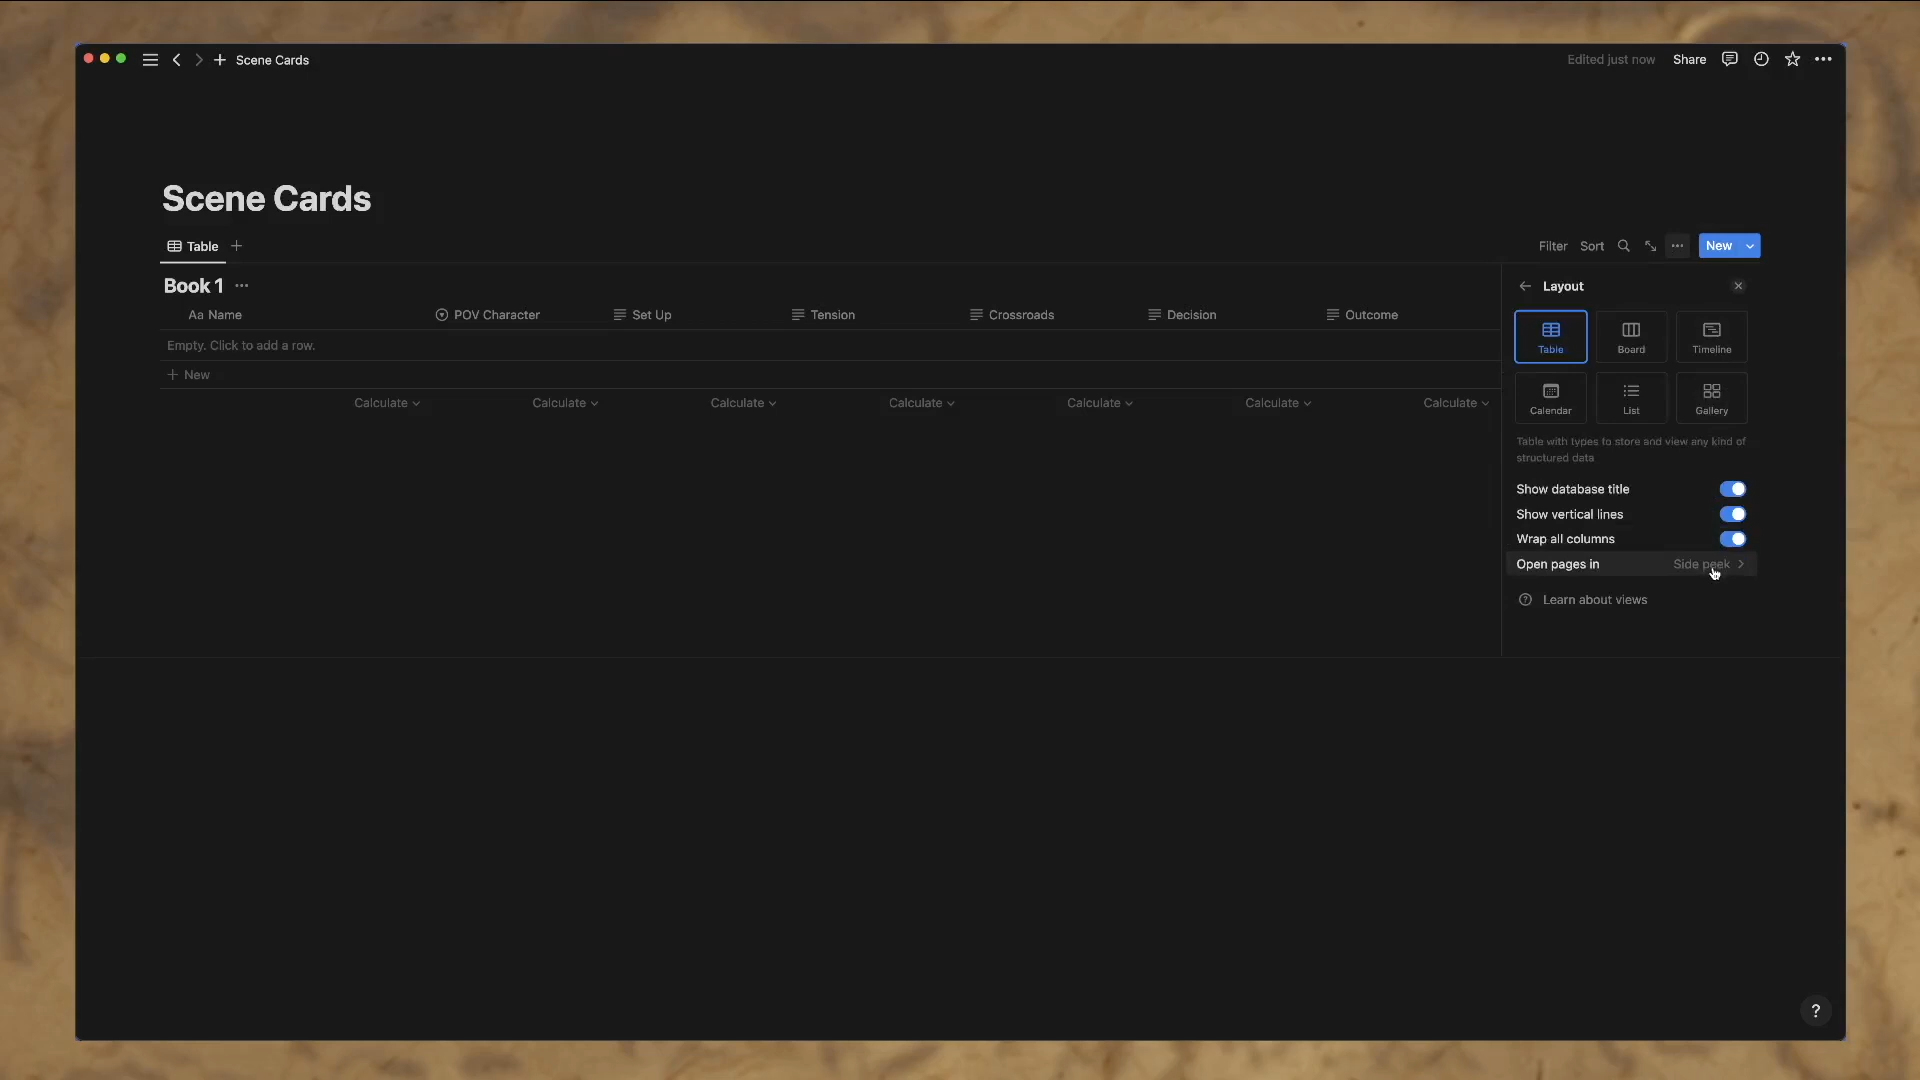 Scene Cards
Edited just now
Share
Scene Cards
Table
Filter
Sort
New
Book 1
Layout
Aa Name
POV Character
Set Up
Tension
Crossroads
Decision
Outcome
Empty. Click to add a row.
New
Calculate
Calculate
Calculate
Calculate
Calculate
Calculate
Calculate
Table
Board
Timeline
Calendar
List
Gallery
Table with types to store and view any kind of
structured data
Show database title
Show vertical lines
Wrap all columns
Open pages in
Side peek
Learn about views
?